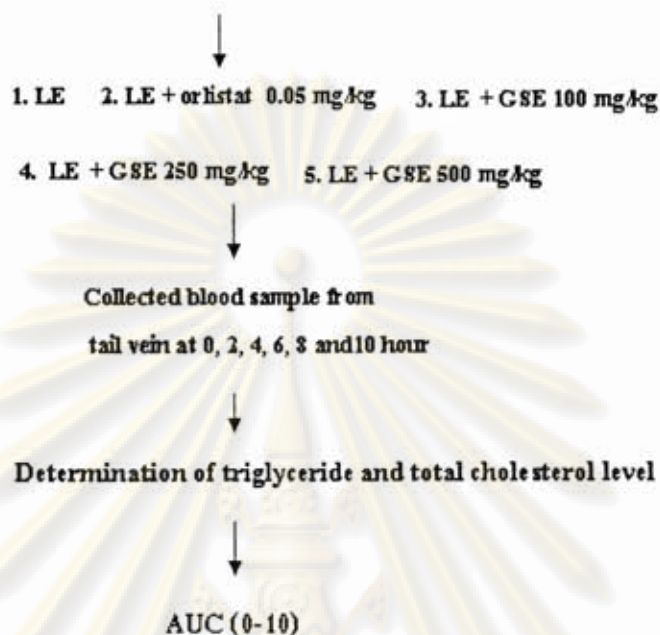 1. LE 2. LE + orlistat 0.05 mg/kg 3. LE + GSE 100 mg/kg
4. LE + GSE 250 mg/kg 5. LE + GSE 500 mg/kg
Collected blood sample from
tail vein at 0, 2, 4, 6, 8 and10 hour
Determination of triglyceride and total cholesterol level
AUC (0-10)